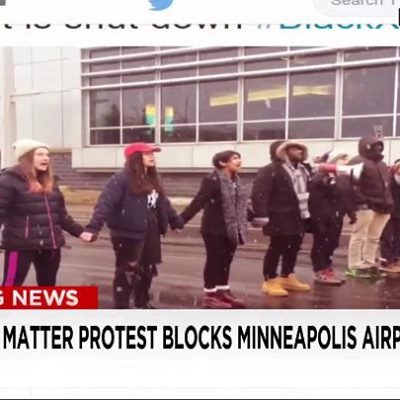 t is shut down #BlackX
Search T
G NEWS
MATTER PROTEST BLOCKS MINNEAPOLIS AIRP